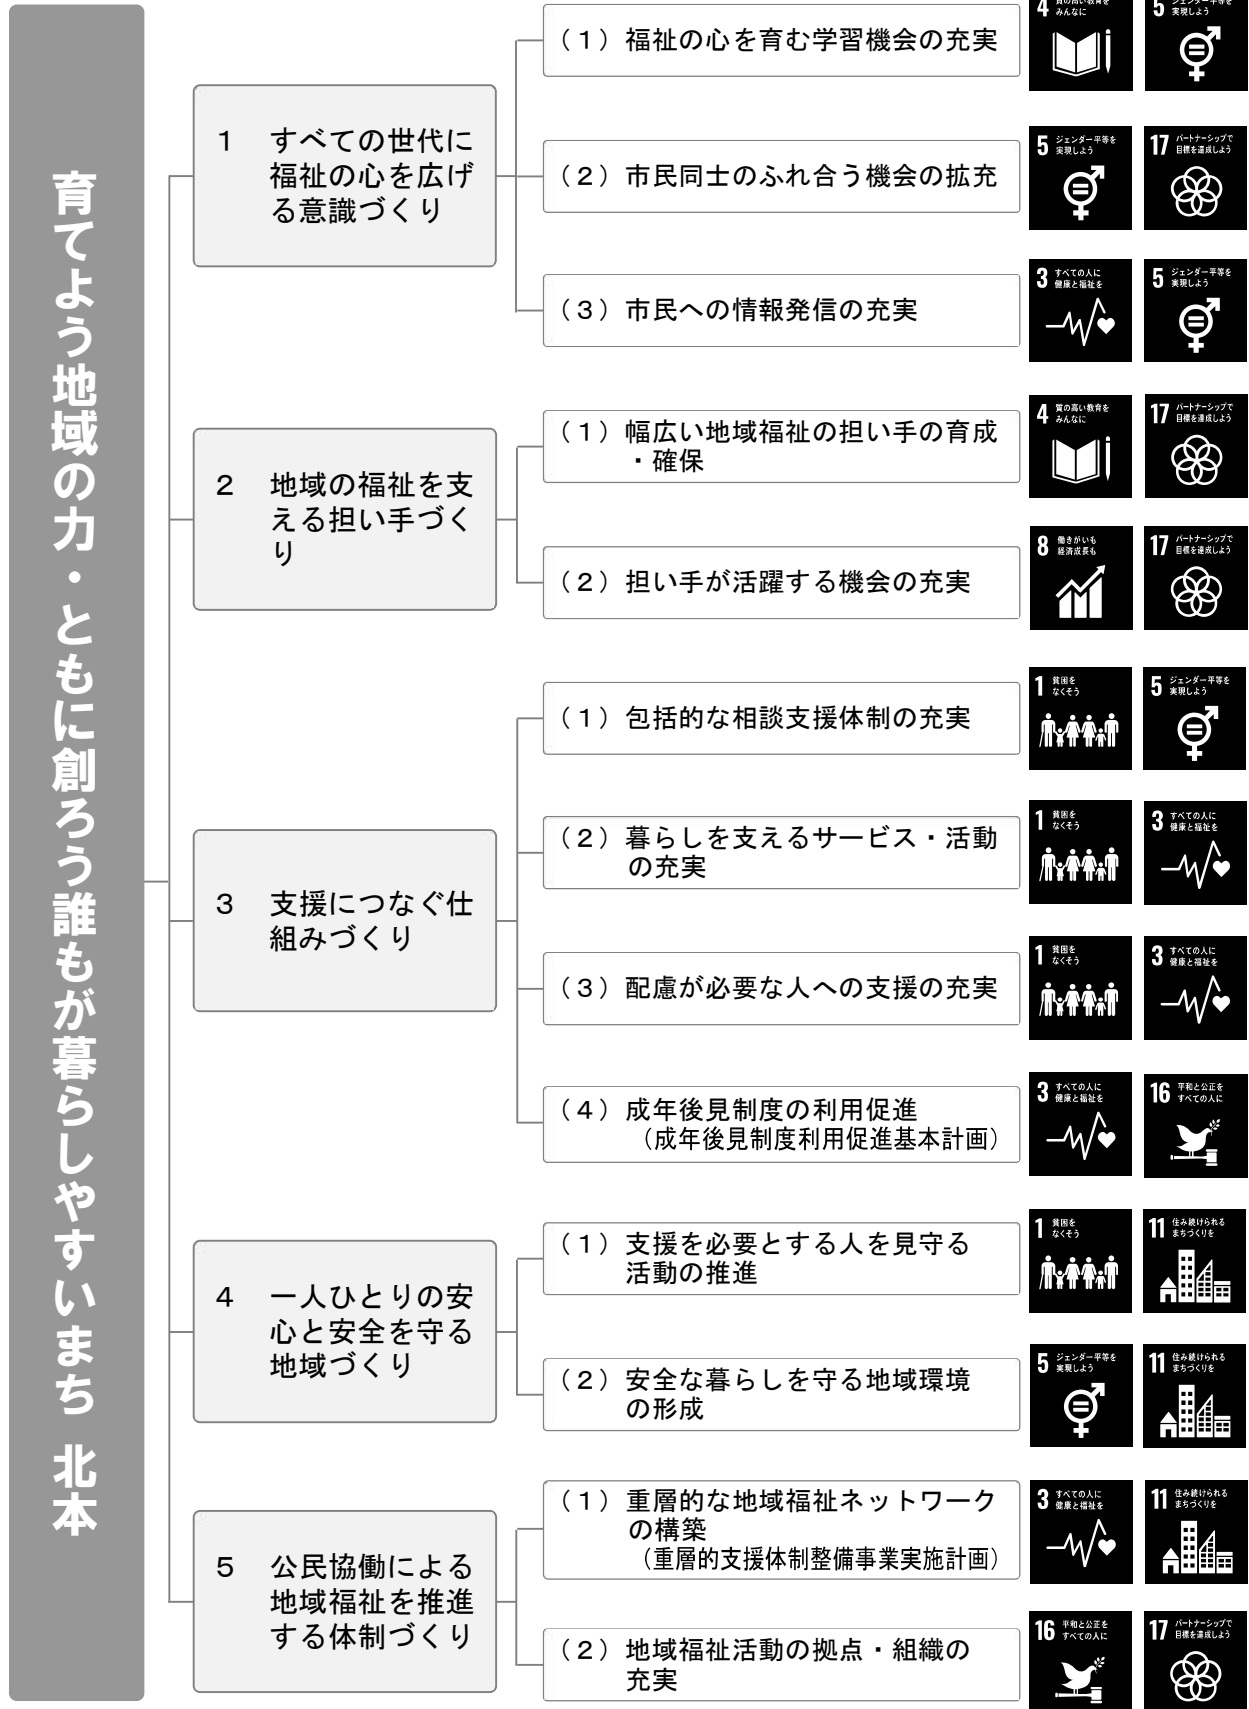 育てよう地域の力・ともに創ろう誰もが暮らしやすいまち 北本
1 すべての世代に
福祉の心を広げ
る意識づくり
（１）福祉の心を育む学習機会の充実
4 質の高い教育を
みんなに
5 ジェンダー平等を
実現しよう
（２）市民同士のふれ合う機会の拡充
5 ジェンダー平等を
実現しよう
17 パートナーシップで
目標を達成しよう
（３）市民への情報発信の充実
3 すべての人に
健康と福祉を
5 ジェンダー平等を
実現しよう
2 地域の福祉を支
える担い手づく
り
（１）幅広い地域福祉の担い手の育成
・確保
4 質の高い教育を
みんなに
17 パートナーシップで
目標を達成しよう
（２）担い手が活躍する機会の充実
8 働きがいも
経済成長も
17 パートナーシップで
目標を達成しよう
3 支援につなぐ仕
組みづくり
（１）包括的な相談支援体制の充実
1 貧困を
なくそう
5 ジェンダー平等を
実現しよう
（２）暮らしを支えるサービス・活動
の充実
1 貧困を
なくそう
3 すべての人に
健康と福祉を
（３）配慮が必要な人への支援の充実
1 貧困を
なくそう
3 すべての人に
健康と福祉を
（４）成年後見制度の利用促進
（成年後見制度利用促進基本計画）
3 すべての人に
健康と福祉を
16 平和と公正を
すべての人に
4 一人ひとりの安
心と安全を守る
地域づくり
（１）支援を必要とする人を見守る
活動の推進
1 貧困を
なくそう
11 住み続けられる
まちづくりを
（２）安全な暮らしを守る地域環境
の形成
5 ジェンダー平等を
実現しよう
11 住み続けられる
まちづくりを
5 公民協働による
地域福祉を推進
する体制づくり
（１）重層的な地域福祉ネットワーク
の構築
（重層的支援体制整備事業実施計画）
3 すべての人に
健康と福祉を
11 住み続けられる
まちづくりを
（２）地域福祉活動の拠点・組織の
充実
16 平和と公正を
すべての人に
17 パートナーシップで
目標を達成しよう